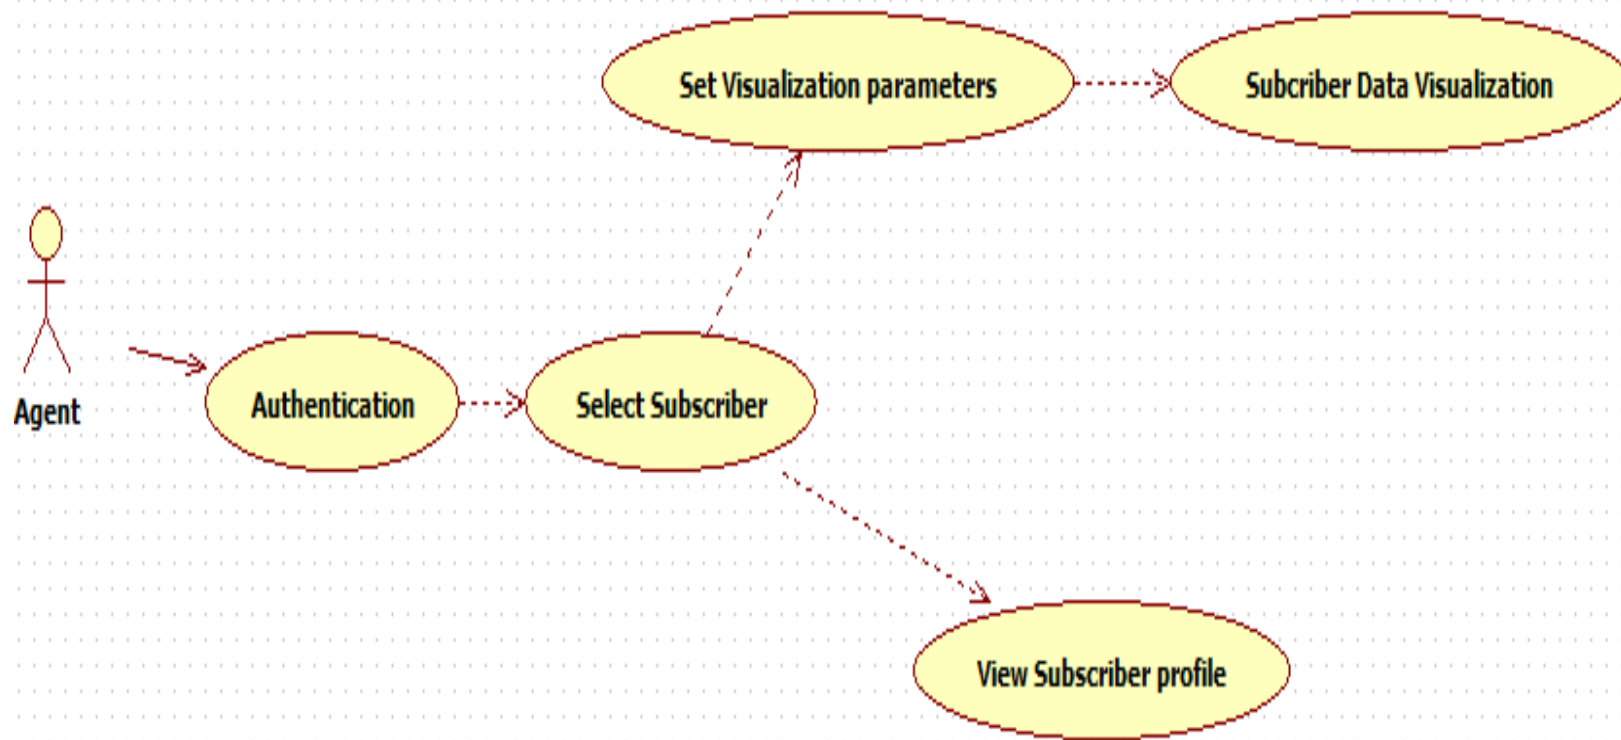 Set Visualization parameters
Subcriber Data Visualization
Agent
Authentication
Select Subscriber
View Subscriber profile